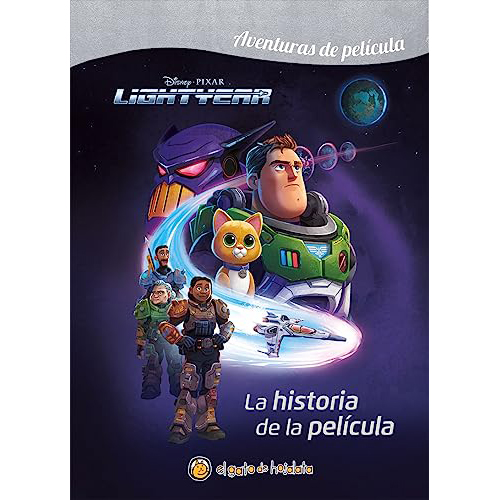 Aventuras de película
Disney · PIXAR
LIGHTYEAR
La historia
de la película
el gato de hojalata